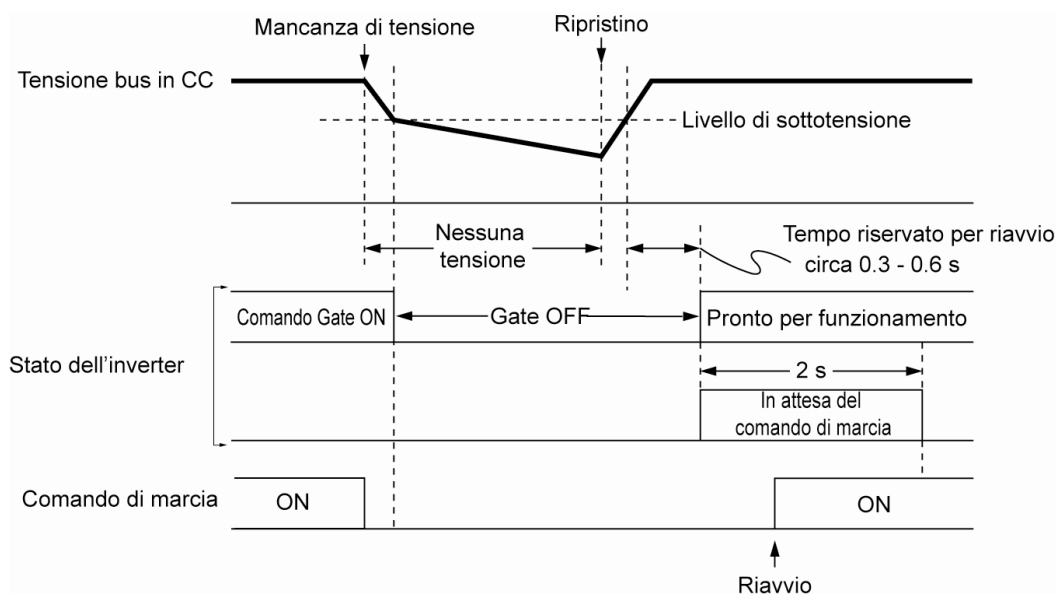 Mancanza di tensione
Ripristino
Tensione bus in CC
Livello di sottotensione
Nessuna
tensione
Tempo riservato per riavvio
circa 0.3 - 0.6 s
Comando Gate ON
Gate OFF
Pronto per funzionamento
Stato dell'inverter
2 s
In attesa del
comando di marcia
Comando di marcia
ON
ON
Riavvio